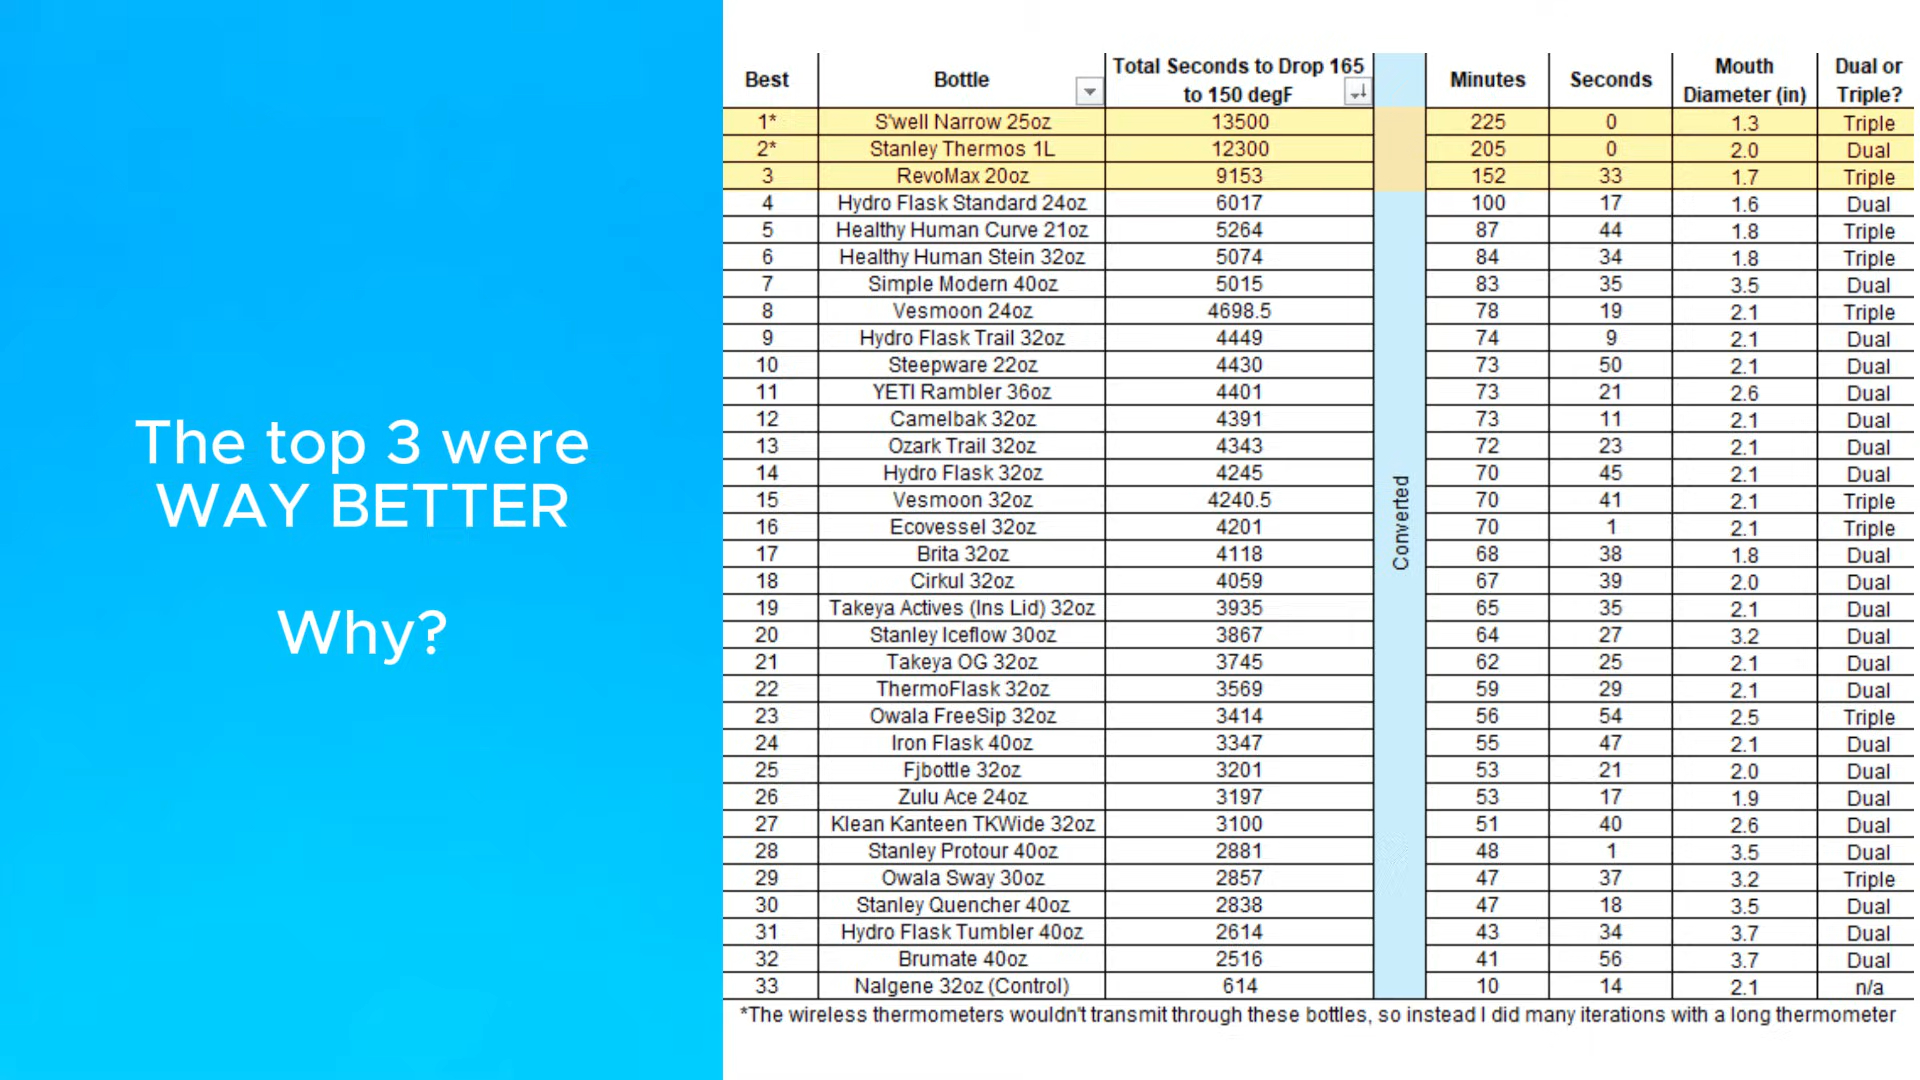 The top 3 were
WAY BETTER
Why?
Best Bottle Total Seconds to Drop 165 to 150 degF Converted Minutes Seconds Mouth Diameter (in) Dual or Triple?
1* S'well Narrow 25oz 13500 225 0 1.3 Triple
2* Stanley Thermos 1L 12300 205 0 2.0 Dual
3 RevoMax 20oz 9153 152 33 1.7 Triple
4 Hydro Flask Standard 24oz 6017 100 17 1.6 Dual
5 Healthy Human Curve 21oz 5264 87 44 1.8 Triple
6 Healthy Human Stein 32oz 5074 84 34 1.8 Triple
7 Simple Modern 40oz 5015 83 35 3.5 Dual
8 Vesmoon 24oz 4698.5 78 19 2.1 Triple
9 Hydro Flask Trail 32oz 4449 74 9 2.1 Dual
10 Steepware 22oz 4430 73 50 2.1 Dual
11 YETI Rambler 36oz 4401 73 21 2.6 Dual
12 Camelbak 32oz 4391 73 11 2.1 Dual
13 Ozark Trail 32oz 4343 72 23 2.1 Dual
14 Hydro Flask 32oz 4245 70 45 2.1 Dual
15 Vesmoon 32oz 4240.5 70 41 2.1 Triple
16 Ecovessel 32oz 4201 70 1 2.1 Triple
17 Brita 32oz 4118 68 38 1.8 Dual
18 Cirkul 32oz 4059 67 39 2.0 Dual
19 Takeya Actives (Ins Lid) 32oz 3935 65 35 2.1 Dual
20 Stanley Iceflow 30oz 3867 64 27 3.2 Dual
21 Takeya OG 32oz 3745 62 25 2.1 Dual
22 ThermoFlask 32oz 3569 59 29 2.1 Dual
23 Owala FreeSip 32oz 3414 56 54 2.5 Triple
24 Iron Flask 40oz 3347 55 47 2.1 Dual
25 Fjbottle 32oz 3201 53 21 2.0 Dual
26 Zulu Ace 24oz 3197 53 17 1.9 Dual
27 Klean Kanteen TKWide 32oz 3100 51 40 2.6 Dual
28 Stanley Protour 40oz 2881 48 1 3.5 Dual
29 Owala Sway 30oz 2857 47 37 3.2 Triple
30 Stanley Quencher 40oz 2838 47 18 3.5 Dual
31 Hydro Flask Tumbler 40oz 2614 43 34 3.7 Dual
32 Brumate 40oz 2516 41 56 3.7 Dual
33 Nalgene 32oz (Control) 614 10 14 2.1 n/a
*The wireless thermometers wouldn't transmit through these bottles, so instead I did many iterations with a long thermometer